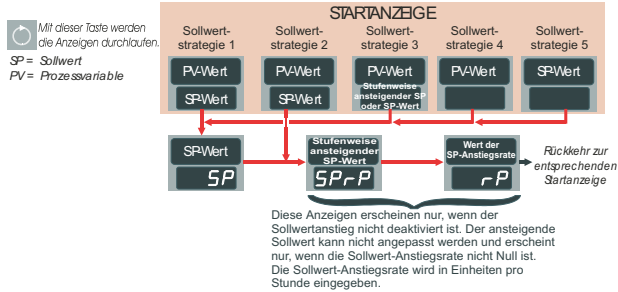 STARTANZEIGE
Mit dieser Taste werden
die Anzeigen durchlaufen.
SP = Sollwert
PV = Prozessvariable
Sollwert-
strategie 1
PV-Wert
SP-Wert
Sollwert-
strategie 2
PV-Wert
SP-Wert
Sollwert-
strategie 3
PV-Wert
Stufenweise
ansteigender SP
oder SP-Wert
Sollwert-
strategie 4
PV-Wert
Sollwert-
strategie 5
SP-Wert
SP-Wert
SP
Stufenweise
ansteigender
SP-Wert
SPrP
Wert der
SP-Anstiegsrate
rP
Rückkehr zur
entsprechenden
Startanzeige
Diese Anzeigen erscheinen nur, wenn der
Sollwertanstieg nicht deaktiviert ist. Der ansteigende
Sollwert kann nicht angepasst werden und erscheint
nur, wenn die Sollwert-Anstiegsrate nicht Null ist.
Die Sollwert-Anstiegsrate wird in Einheiten pro
Stunde eingegeben.